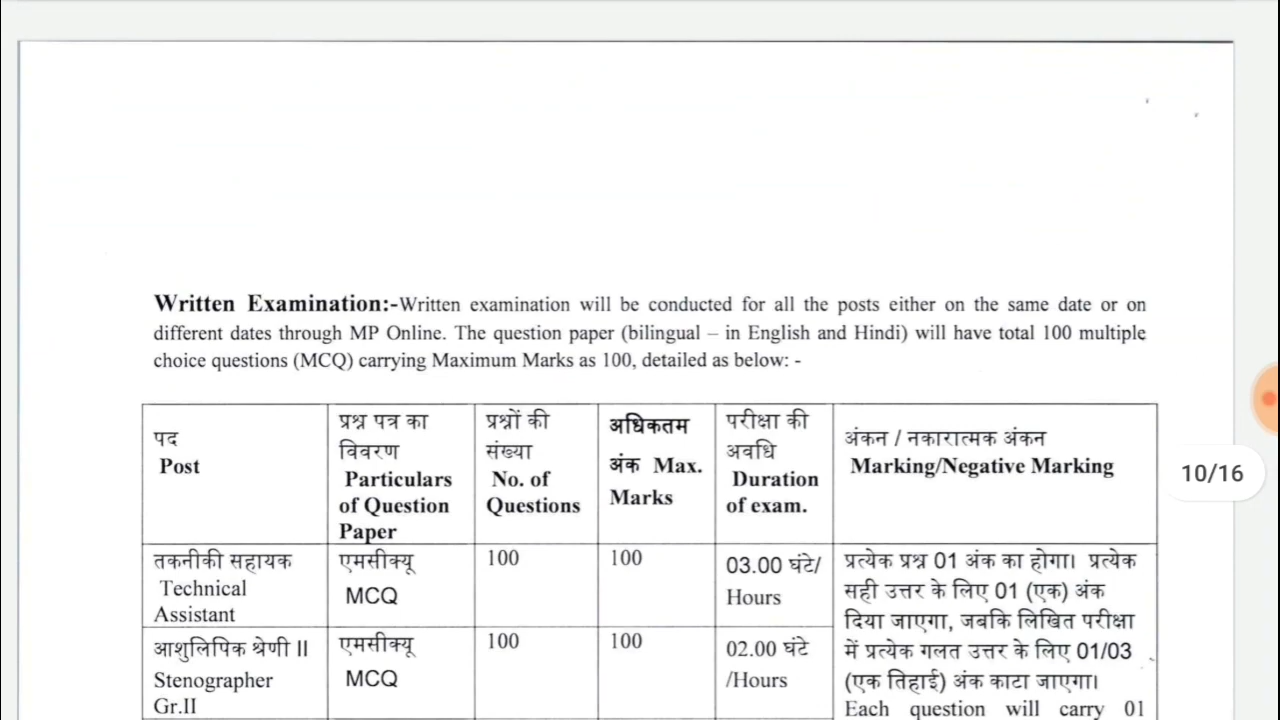 Written Examination:-Written examination will be conducted for all the posts either on the same date or on
different dates through MP Online. The question paper (bilingual – in English and Hindi) will have total 100 multiple
choice questions (MCQ) carrying Maximum Marks as 100, detailed as below: -
पद
Post
प्रश्न पत्र का
विवरण
Particulars
of Question
Paper
प्रश्नों की
संख्या
No. of
Questions
अधिकतम
अंक Max.
Marks
परीक्षा की
अवधि
Duration
of exam.
अंकन / नकारात्मक अंकन
Marking/Negative Marking
10/16
तकनीकी सहायक
Technical
Assistant
एमसीक्यू
MCQ
100
100
03.00 घंटे/
Hours
प्रत्येक प्रश्न 01 अंक का होगा। प्रत्येक
सही उत्तर के लिए 01 (एक) अंक
दिया जाएगा, जबकि लिखित परीक्षा
में प्रत्येक गलत उत्तर के लिए 01/03
(एक तिहाई) अंक काटा जाएगा।
Each question will carry 01
आशुलिपिक श्रेणी II
Stenographer
Gr.II
एमसीक्यू
MCQ
100
100
02.00 घंटे
/Hours